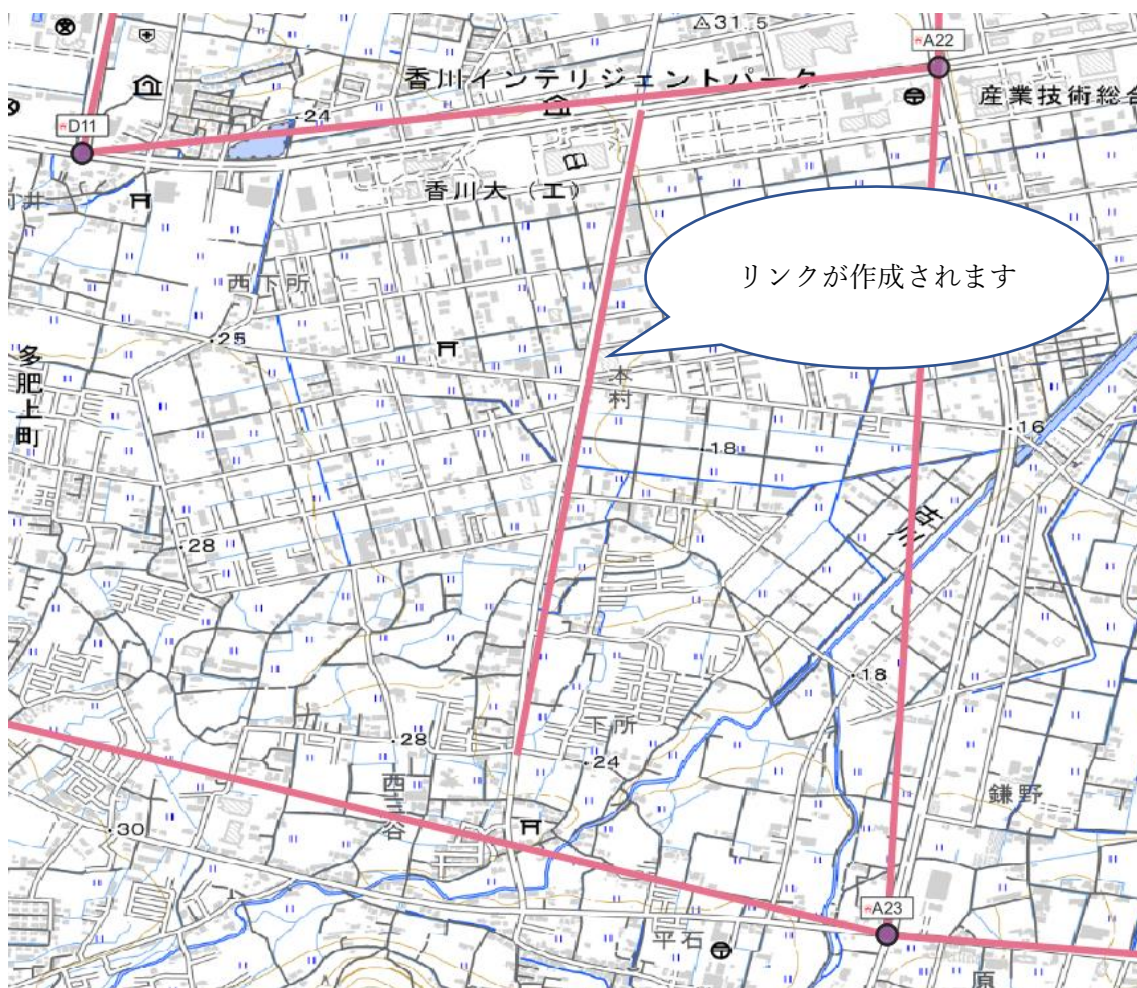 31.5
A22
香川インテリジェントパーク
産業技術総合
D11
24
香川大(工)
西下所
リンクが作成されます
25
多肥上町
本村
16
18
古川
28
18
下所
28
24
西三谷
鎌野
30
A23
平石
原